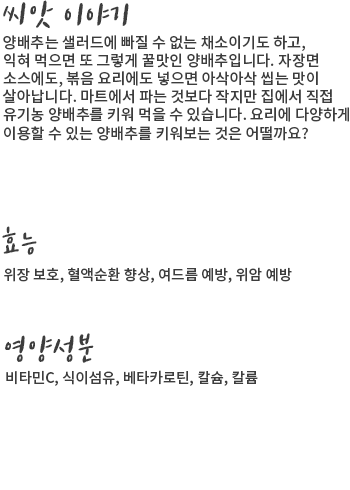 씨앗 이야기
양배추는 샐러드에 빠질 수 없는 채소이기도 하고,
익혀 먹으면 또 그렇게 꿀맛인 양배추입니다. 자장면
소스에도, 볶음 요리에도 넣으면 아삭아삭 씹는 맛이
살아납니다. 마트에서 파는 것보다 작지만 집에서 직접
유기농 양배추를 키워 먹을 수 있습니다. 요리에 다양하게
이용할 수 있는 양배추를 키워보는 것은 어떨까요?
효능
위장 보호, 혈액순환 향상, 여드름 예방, 위암 예방
영양성분
비타민C, 식이섬유, 베타카로틴, 칼슘, 칼륨